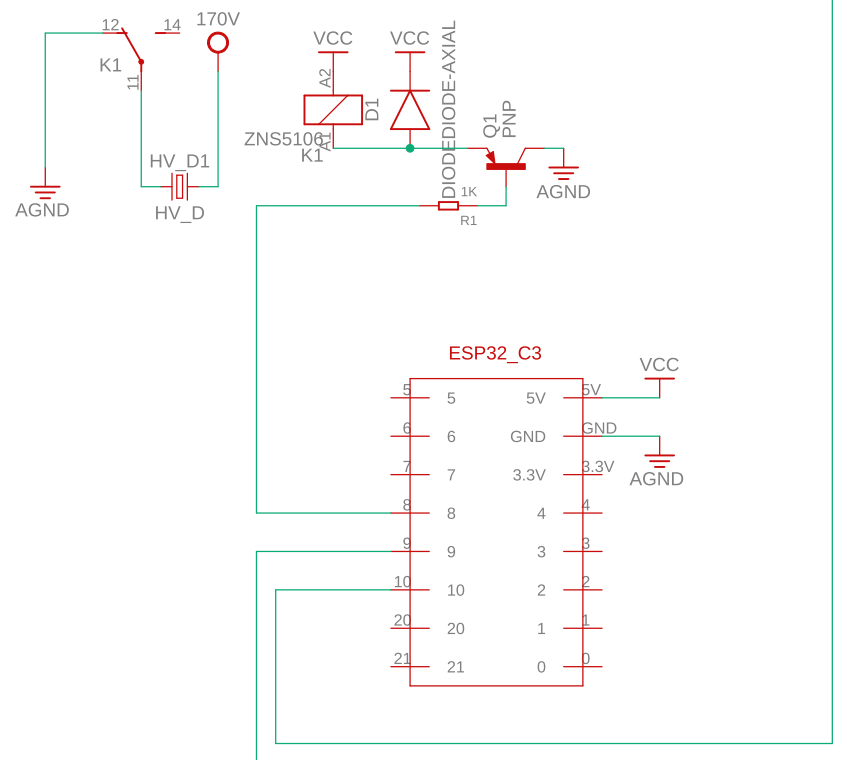 170V
12
14
K1
11
AGND
HV_D1
HV_D
VCC
VCC
A2
D1
ZNS5106
A1
K1
DIODEDIODE-AXIAL
Q1
PNP
AGND
1K
R1
ESP32_C3
VCC
5 5 5V 5V
6 6 GND GND
AGND
7 7 3.3V 3.3V
8 8 4 4
9 9 3 3
10 10 2 2
20 20 1 1
21 21 0 0